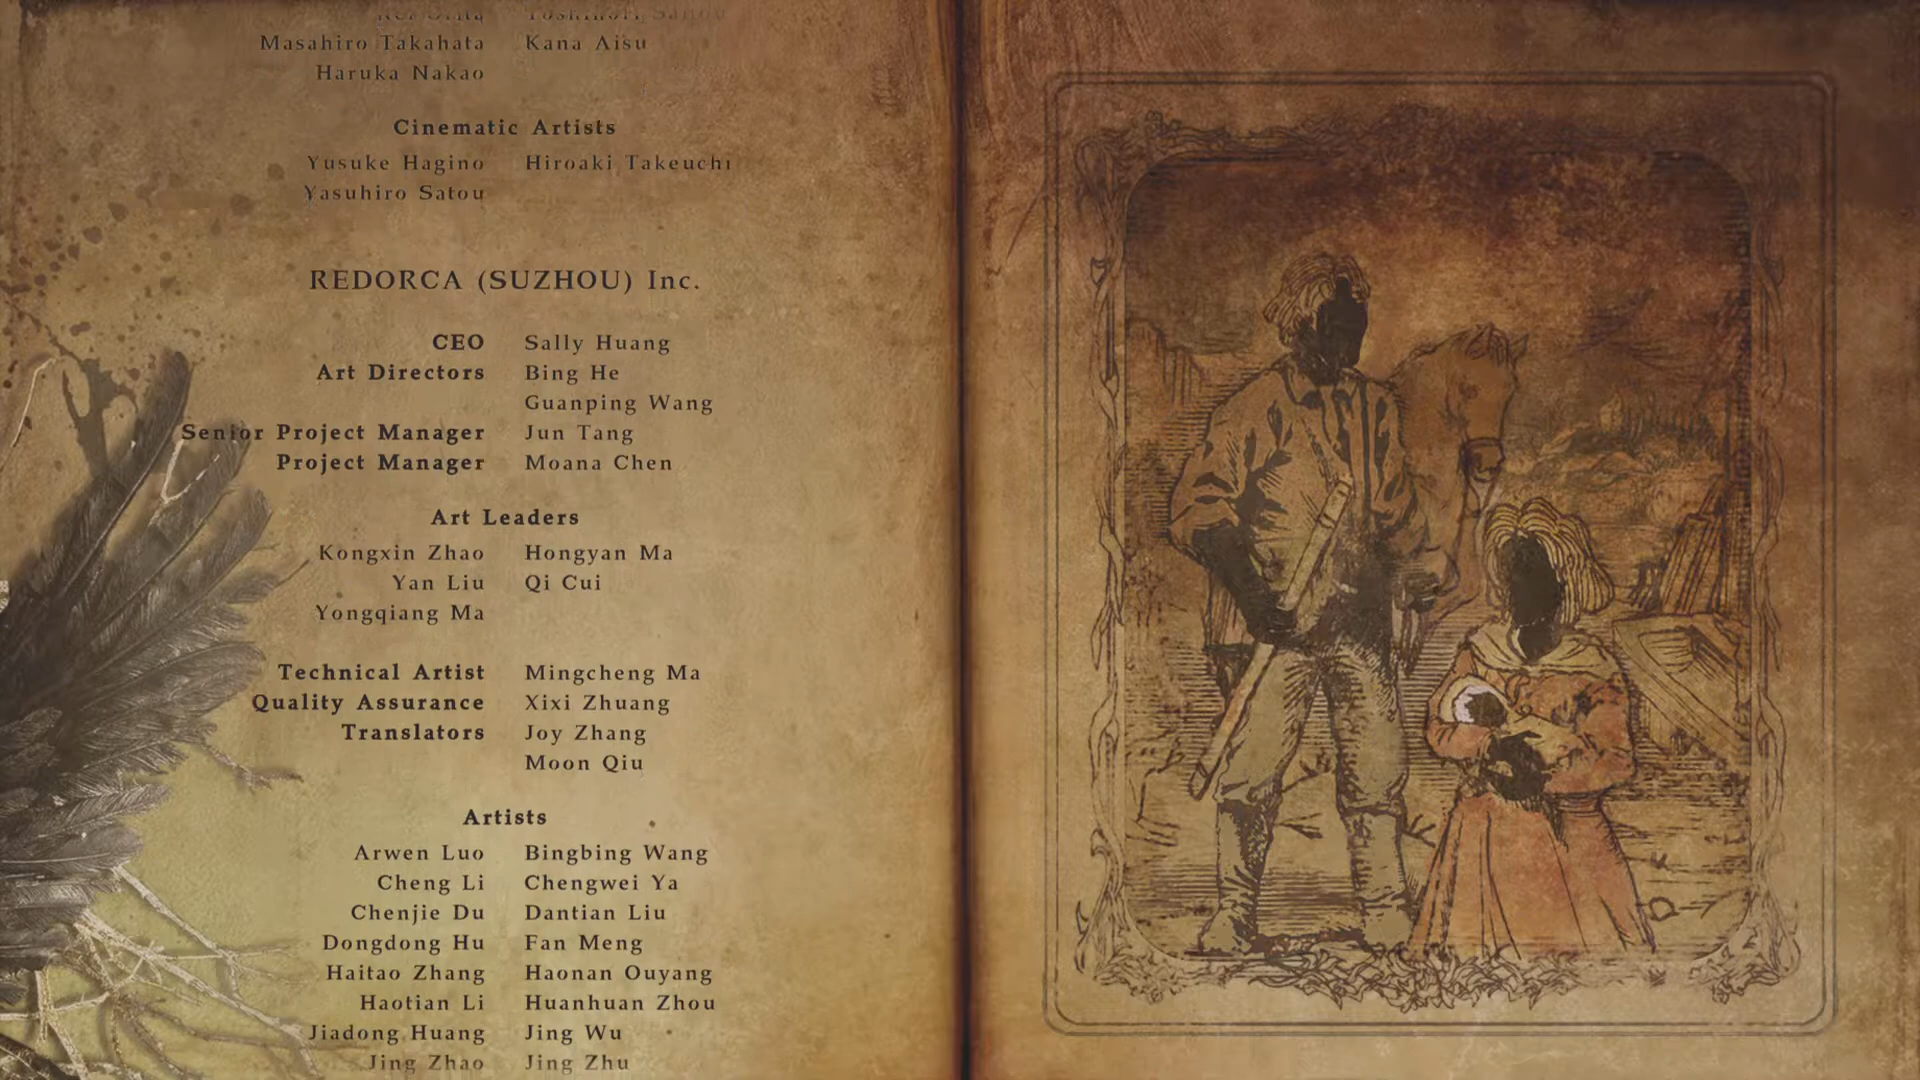 Masahiro Takahata Kana Aisu
Haruka Nakao
Cinematic Artists
Yusuke Hagino Hiroaki Takeuchi
Yasuhiro Satou
REDORCA (SUZHOU) Inc.
CEO Sally Huang
Art Directors Bing He
Guanping Wang
Senior Project Manager Jun Tang
Project Manager Moana Chen
Art Leaders
Kongxin Zhao Hongyan Ma
Yan Liu Qi Cui
Yongqiang Ma
Technical Artist Mingcheng Ma
Quality Assurance Xixi Zhuang
Translators Joy Zhang
Moon Qiu
Artists
Arwen Luo Bingbing Wang
Cheng Li Chengwei Ya
Chenjie Du Dantian Liu
Dongdong Hu Fan Meng
Haitao Zhang Haonan Ouyang
Haotian Li Huanhuan Zhou
Jiadong Huang Jing Wu
Jing Zhao Jing Zhu